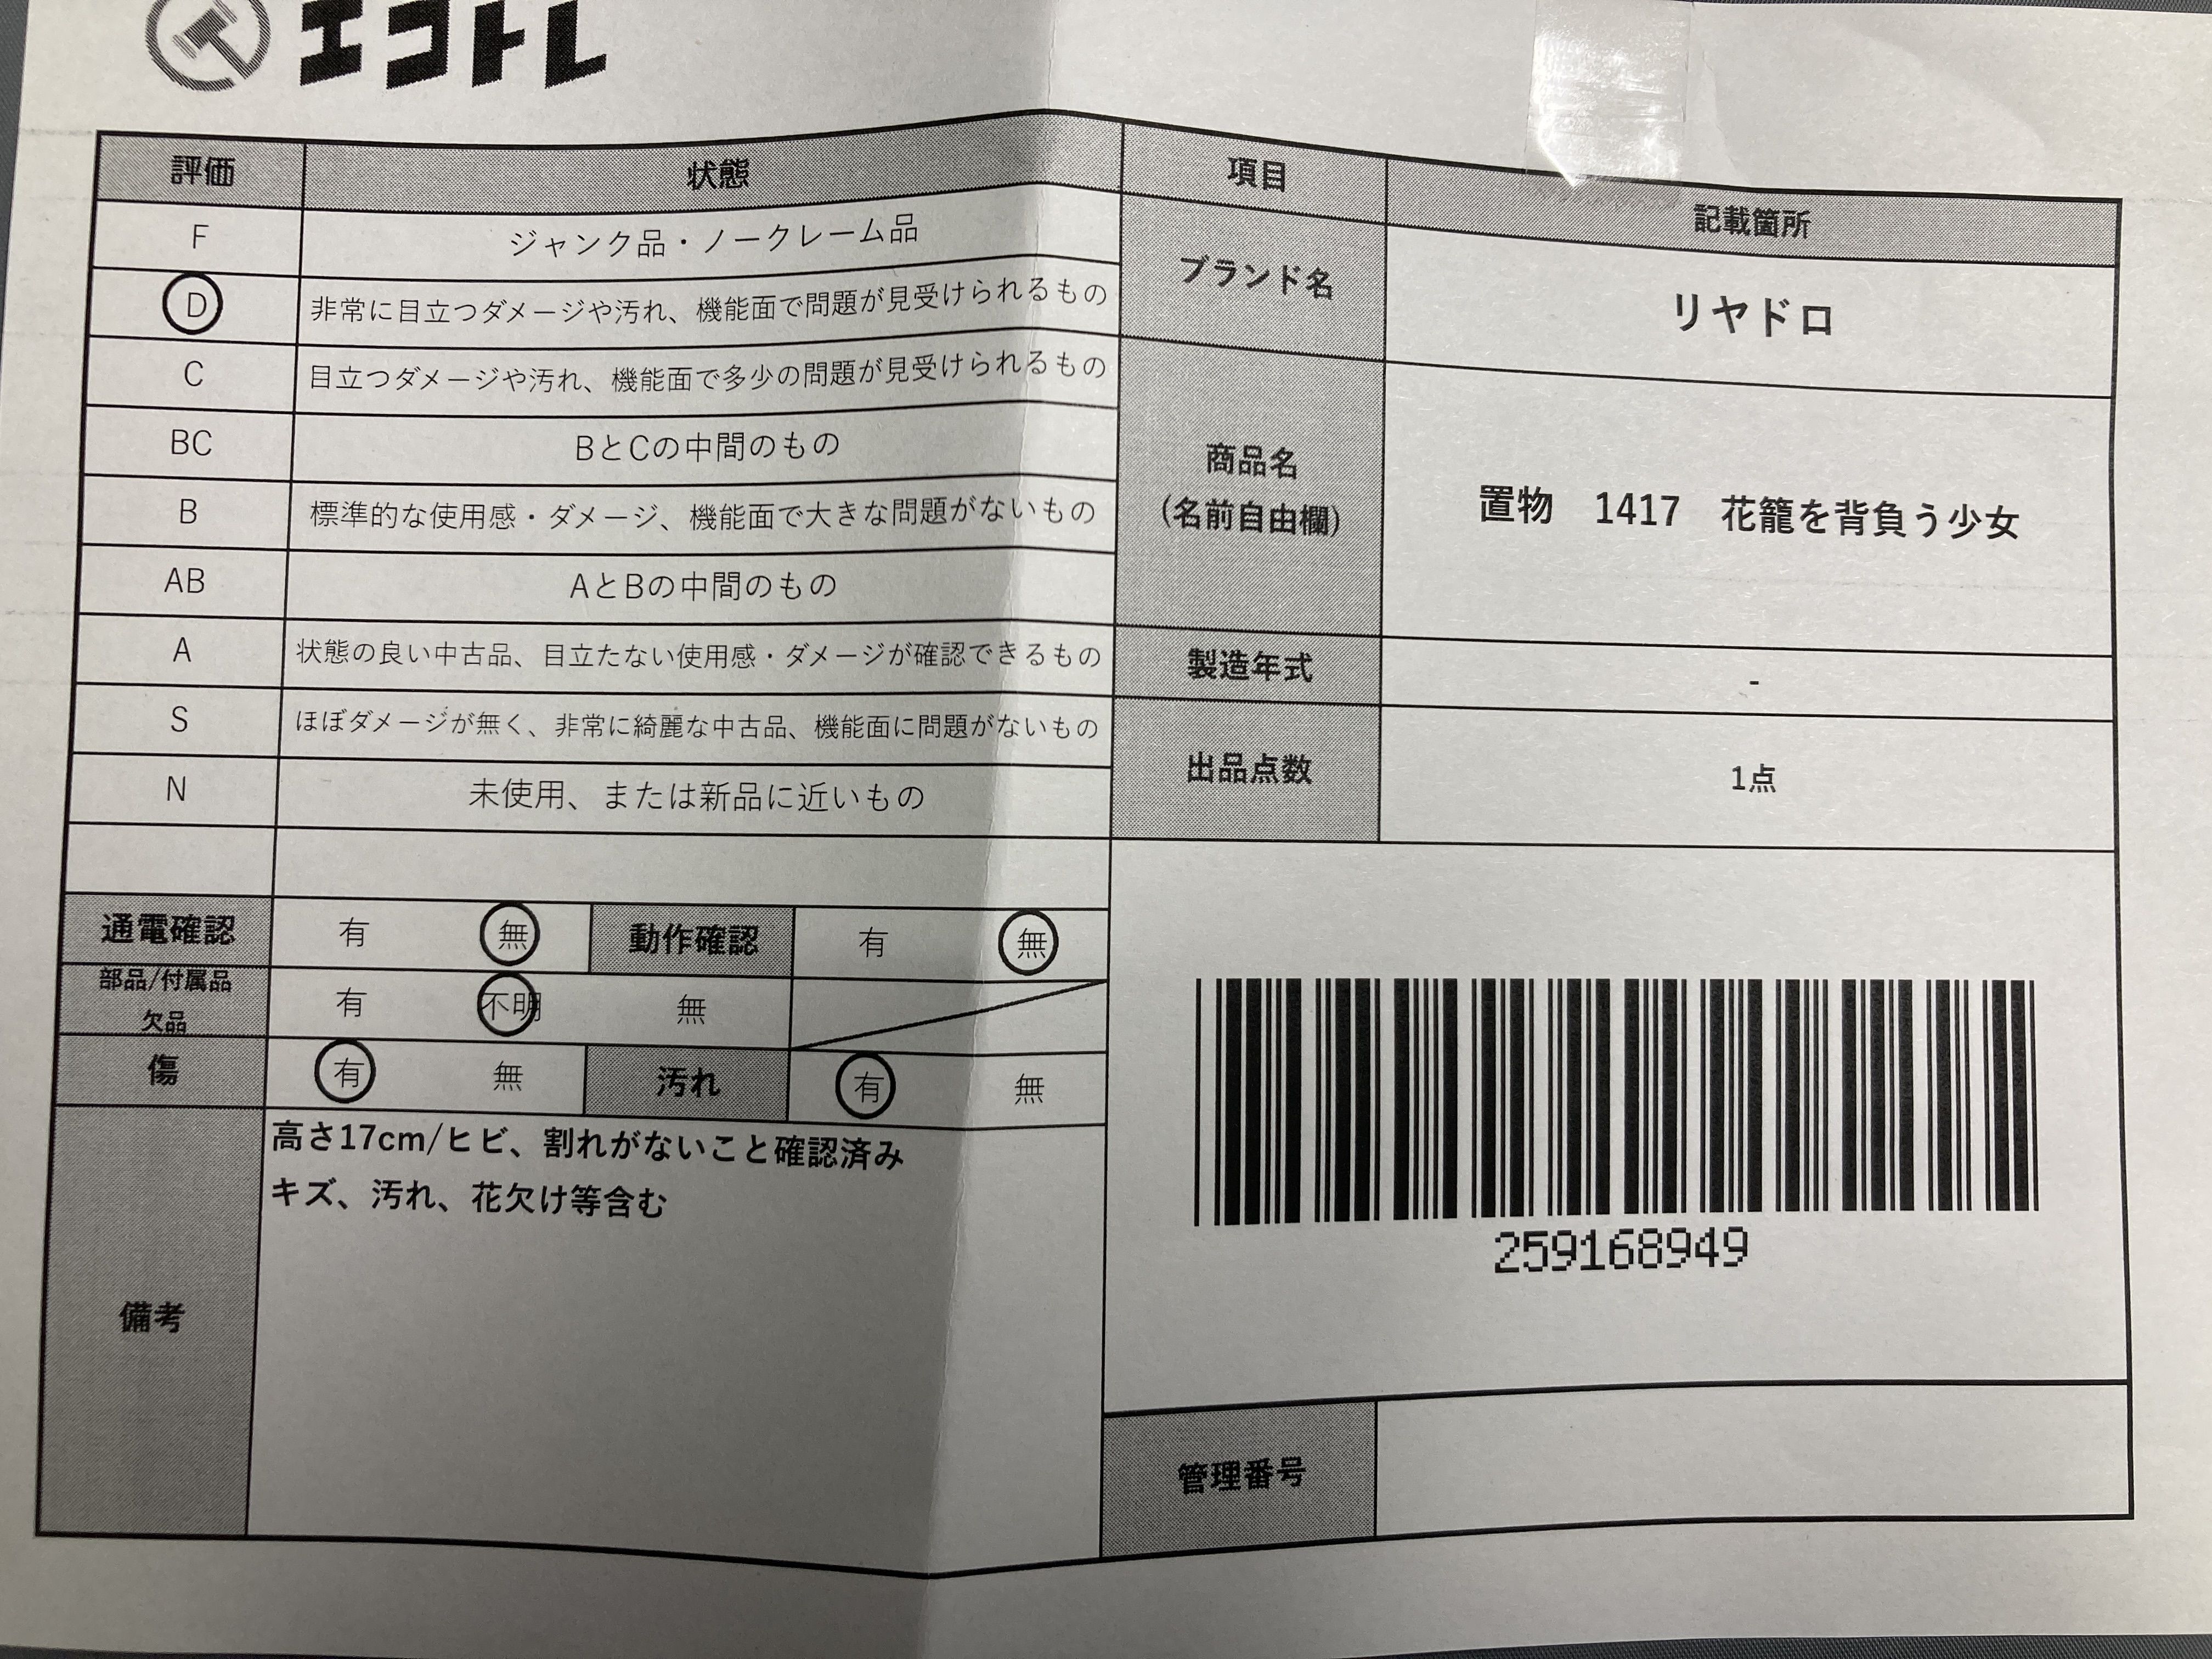 エコトレ
評価 状態 項目 記載箇所
F ジャンク品・ノークレーム品
D 非常に目立つダメージや汚れ、機能面で問題が見受けられるもの
C 目立つダメージや汚れ、機能面で多少の問題が見受けられるもの
BC BとCの中間のもの
B 標準的な使用感・ダメージ、機能面で大きな問題がないもの
AB AとBの中間のもの
A 状態の良い中古品、目立たない使用感・ダメージが確認できるもの
S ほぼダメージが無く、非常に綺麗な中古品、機能面に問題がないもの
N 未使用、または新品に近いもの
ブランド名 リヤドロ
商品名
(名前自由欄)
置物 1417 花籠を背負う少女
製造年式 -
出品点数 1点
通電確認 有 無 動作確認 有 無
部品/付属品
欠品
有 不明 無
傷 有 無 汚れ 有 無
備考
高さ17cm/ヒビ、割れがないこと確認済み
キズ、汚れ、花欠け等含む
259168949
管理番号